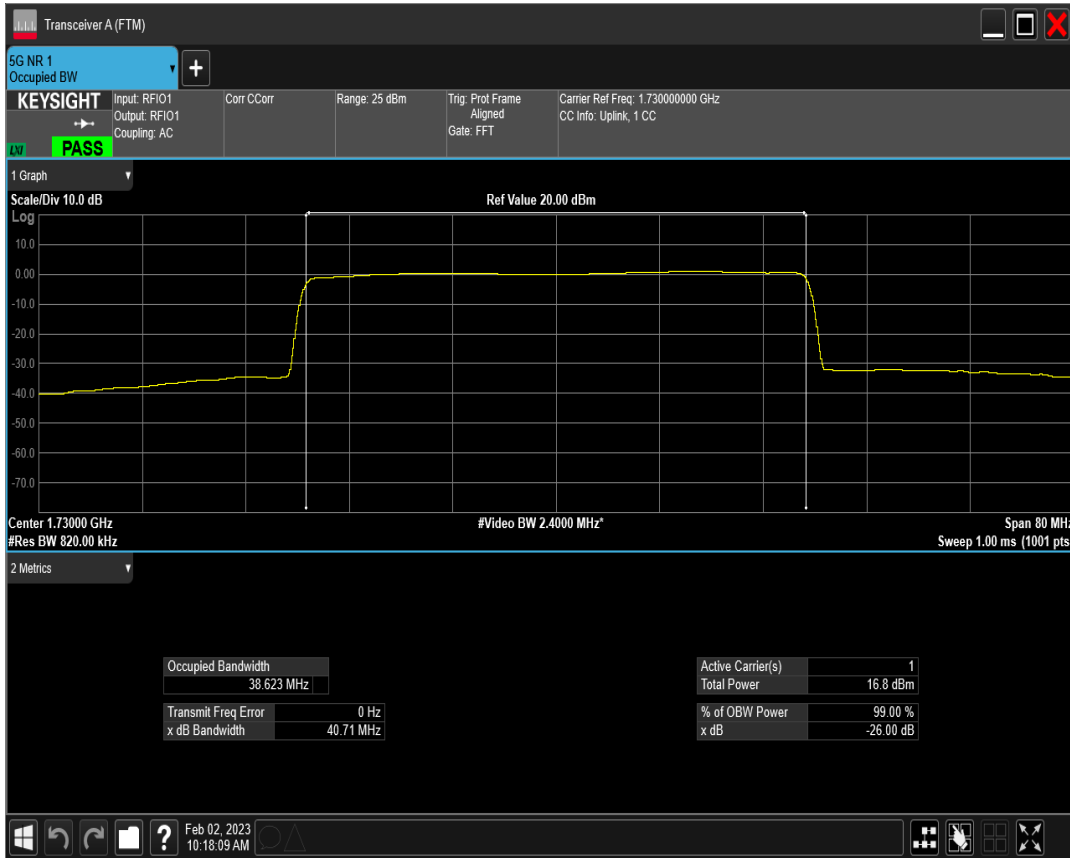 Transceiver A (FTM)
5G NR 1
Occupied BW
+
KEYSIGHT
LXI
PASS
Input: RFIO1
Output: RFIO1
Coupling: AC
Corr CCorr
Range: 25 dBm
Trig: Prot Frame
Aligned
Gate: FFT
Carrier Ref Freq: 1.730000000 GHz
CC Info: Uplink, 1 CC
1 Graph
Scale/Div 10.0 dB
Ref Value 20.00 dBm
Log
10.0
0.00
-10.0
-20.0
-30.0
-40.0
-50.0
-60.0
-70.0
Center 1.73000 GHz
#Video BW 2.4000 MHz*
Span 80 MHz
#Res BW 820.00 kHz
Sweep 1.00 ms (1001 pts
2 Metrics
Occupied Bandwidth
38.623 MHz
Transmit Freq Error 0 Hz
x dB Bandwidth 40.71 MHz
Active Carrier(s) 1
Total Power 16.8 dBm
% of OBW Power 99.00 %
x dB -26.00 dB
?
Feb 02, 2023
10:18:09 AM